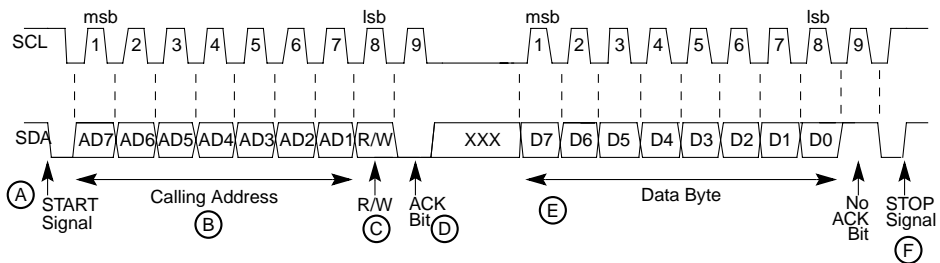 msb lsb msb lsb
SCL 1 2 3 4 5 6 7 8 9 1 2 3 4 5 6 7 8 9
SDA AD7 AD6 AD5 AD4 AD3 AD2 AD1 R/W XXX D7 D6 D5 D4 D3 D2 D1 D0
A START Signal
Calling Address
B
R/W
C
ACK
Bit D
E
Data Byte
No
ACK
Bit
STOP
Signal
F